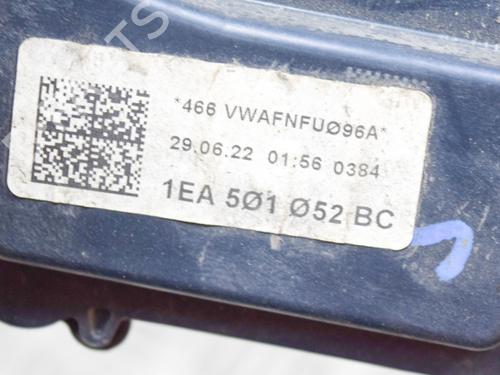 *466 VWAFNFUØ96A*
29.06.22 01:56 0384
1EA 5Ø1 Ø52 BC